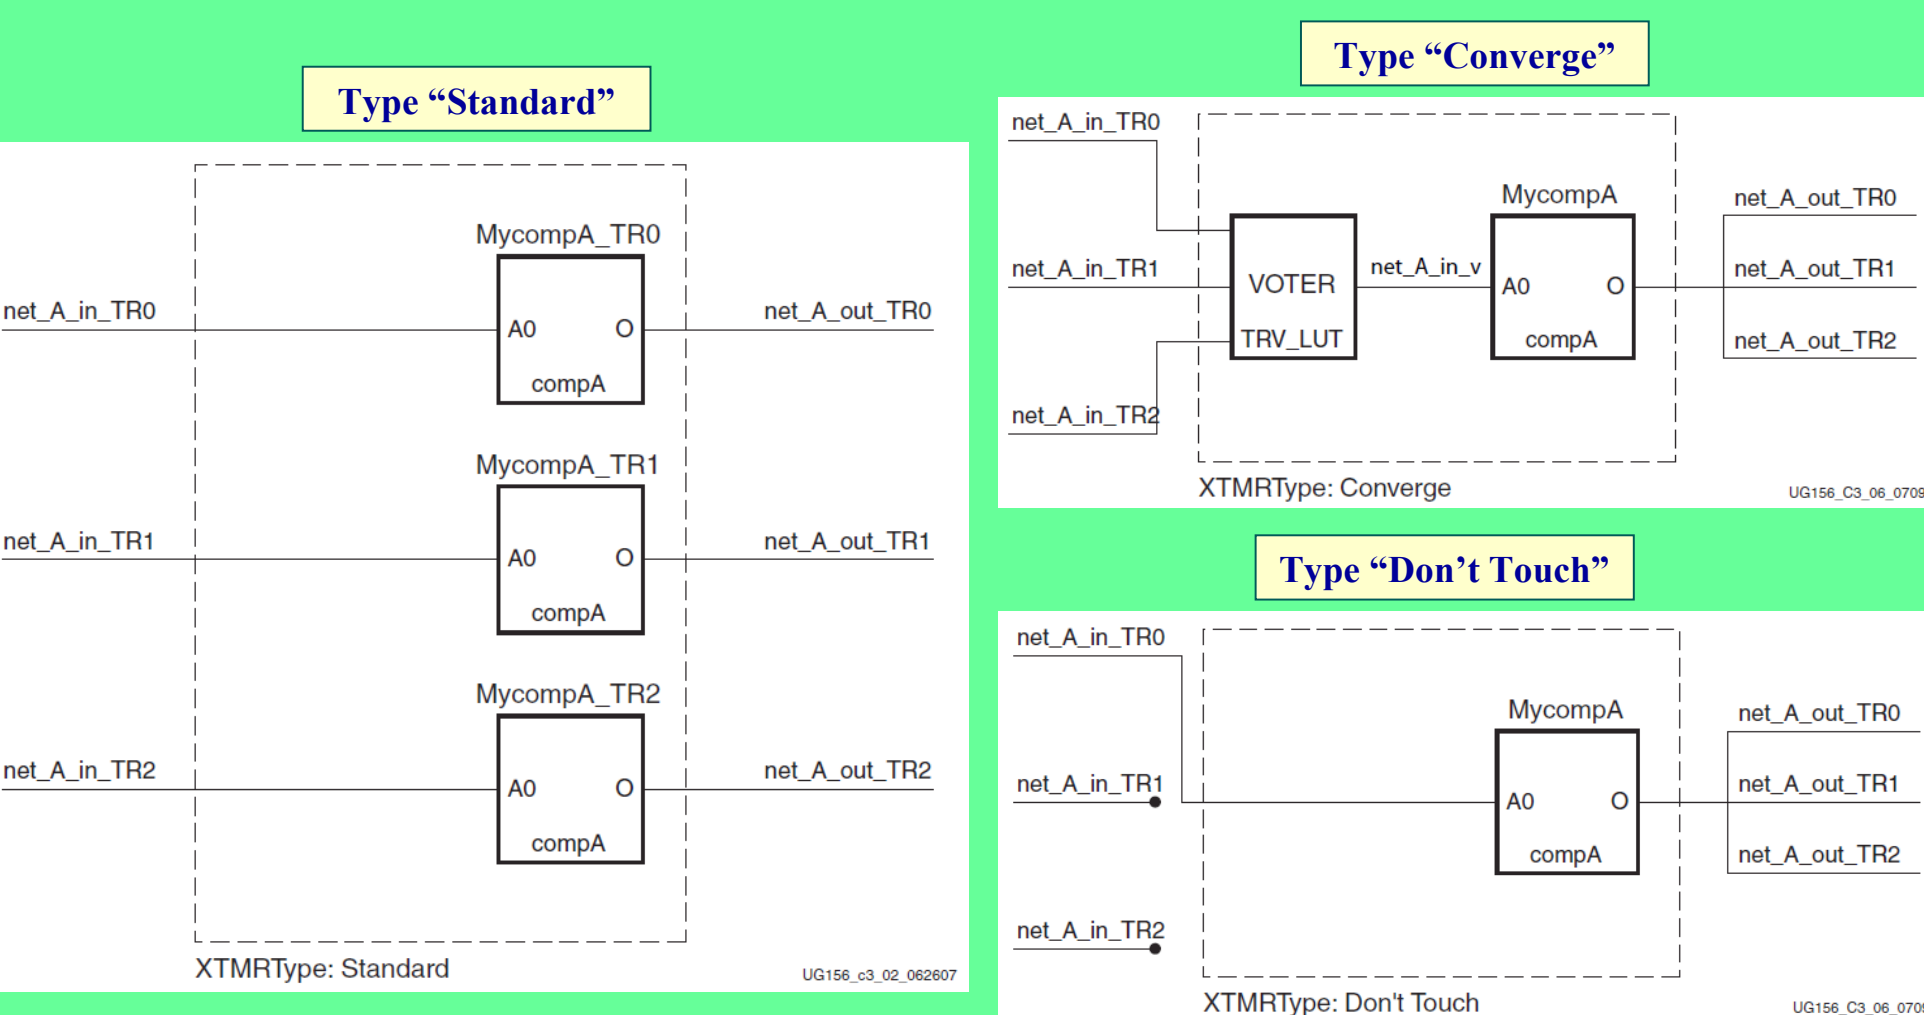 Type “Standard”
MycompA_TR0
net_A_in_TR0
A0 O
net_A_out_TR0
compA
MycompA_TR1
net_A_in_TR1
A0 O
net_A_out_TR1
compA
MycompA_TR2
net_A_in_TR2
A0 O
net_A_out_TR2
compA
XTMRType: Standard
UG156_c3_02_062607
Type “Converge”
net_A_in_TR0
MycompA
net_A_out_TR0
net_A_in_TR1
VOTER
net_A_in_v
A0 O
net_A_out_TR1
TRV_LUT
compA
net_A_out_TR2
net_A_in_TR2
XTMRType: Converge
UG156_C3_06_0709
Type “Don’t Touch”
net_A_in_TR0
MycompA
net_A_out_TR0
net_A_in_TR1
A0 O
net_A_out_TR1
compA
net_A_out_TR2
net_A_in_TR2
XTMRType: Don't Touch
UG156_C3_06_0709